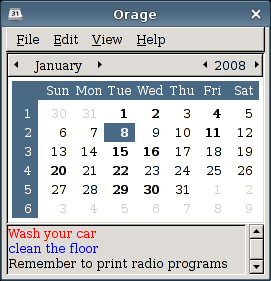 31 Orage
File Edit View Help
January 2008
Sun Mon Tue Wed Thu Fri Sat
1 30 31 1 2 3 4 5
2 6 7 8 9 10 11 12
3 13 14 15 16 17 18 19
4 20 21 22 23 24 25 26
5 27 28 29 30 31 1 2
6 3 4 5 6 7 8 9
Wash your car
clean the floor
Remember to print radio programs